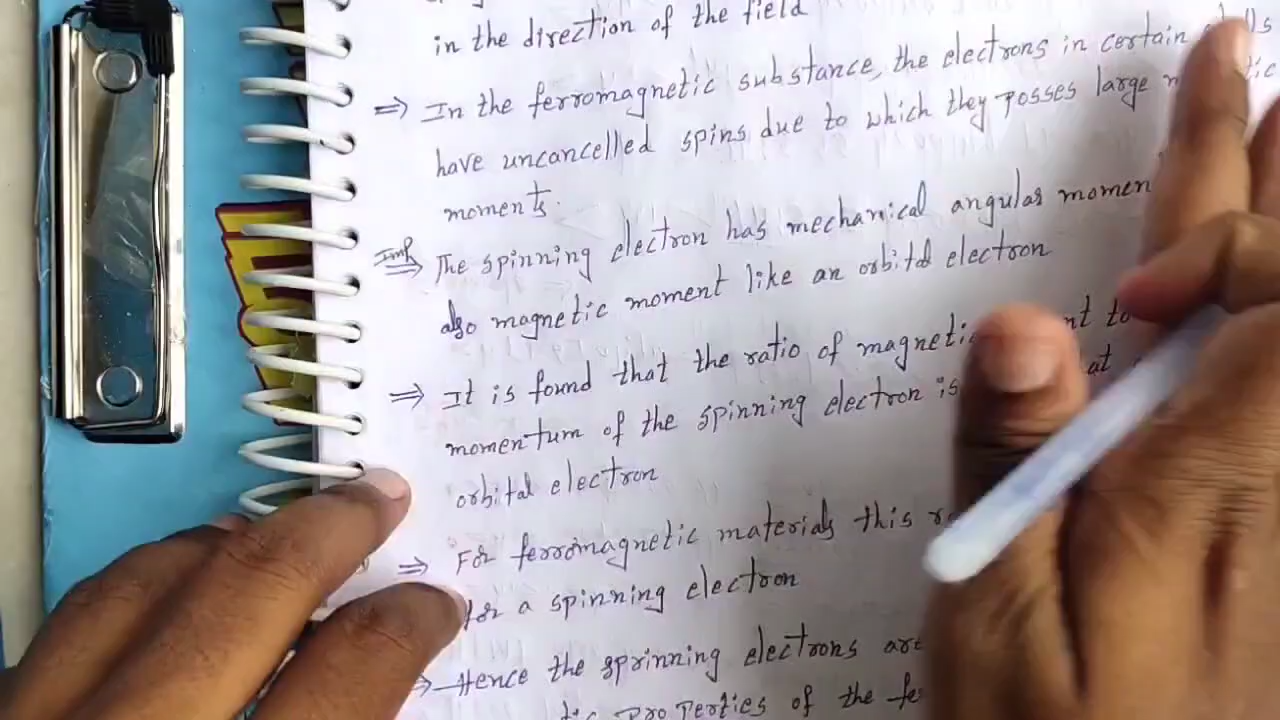 in the direction of the field
⇒ In the ferromagnetic substance, the electrons in certain
have uncancelled spins due to which they posses large
moments.
Imp ⇒ The spinning electron has mechanical angular
also magnetic moment like an orbital electron
⇒ It is found that the ratio of magnetic to
momentum of the spinning electron is
orbital electron
⇒ For ferromagnetic materials this
for a spinning electron
⇒ Hence the sprinning electrons are
properties of the